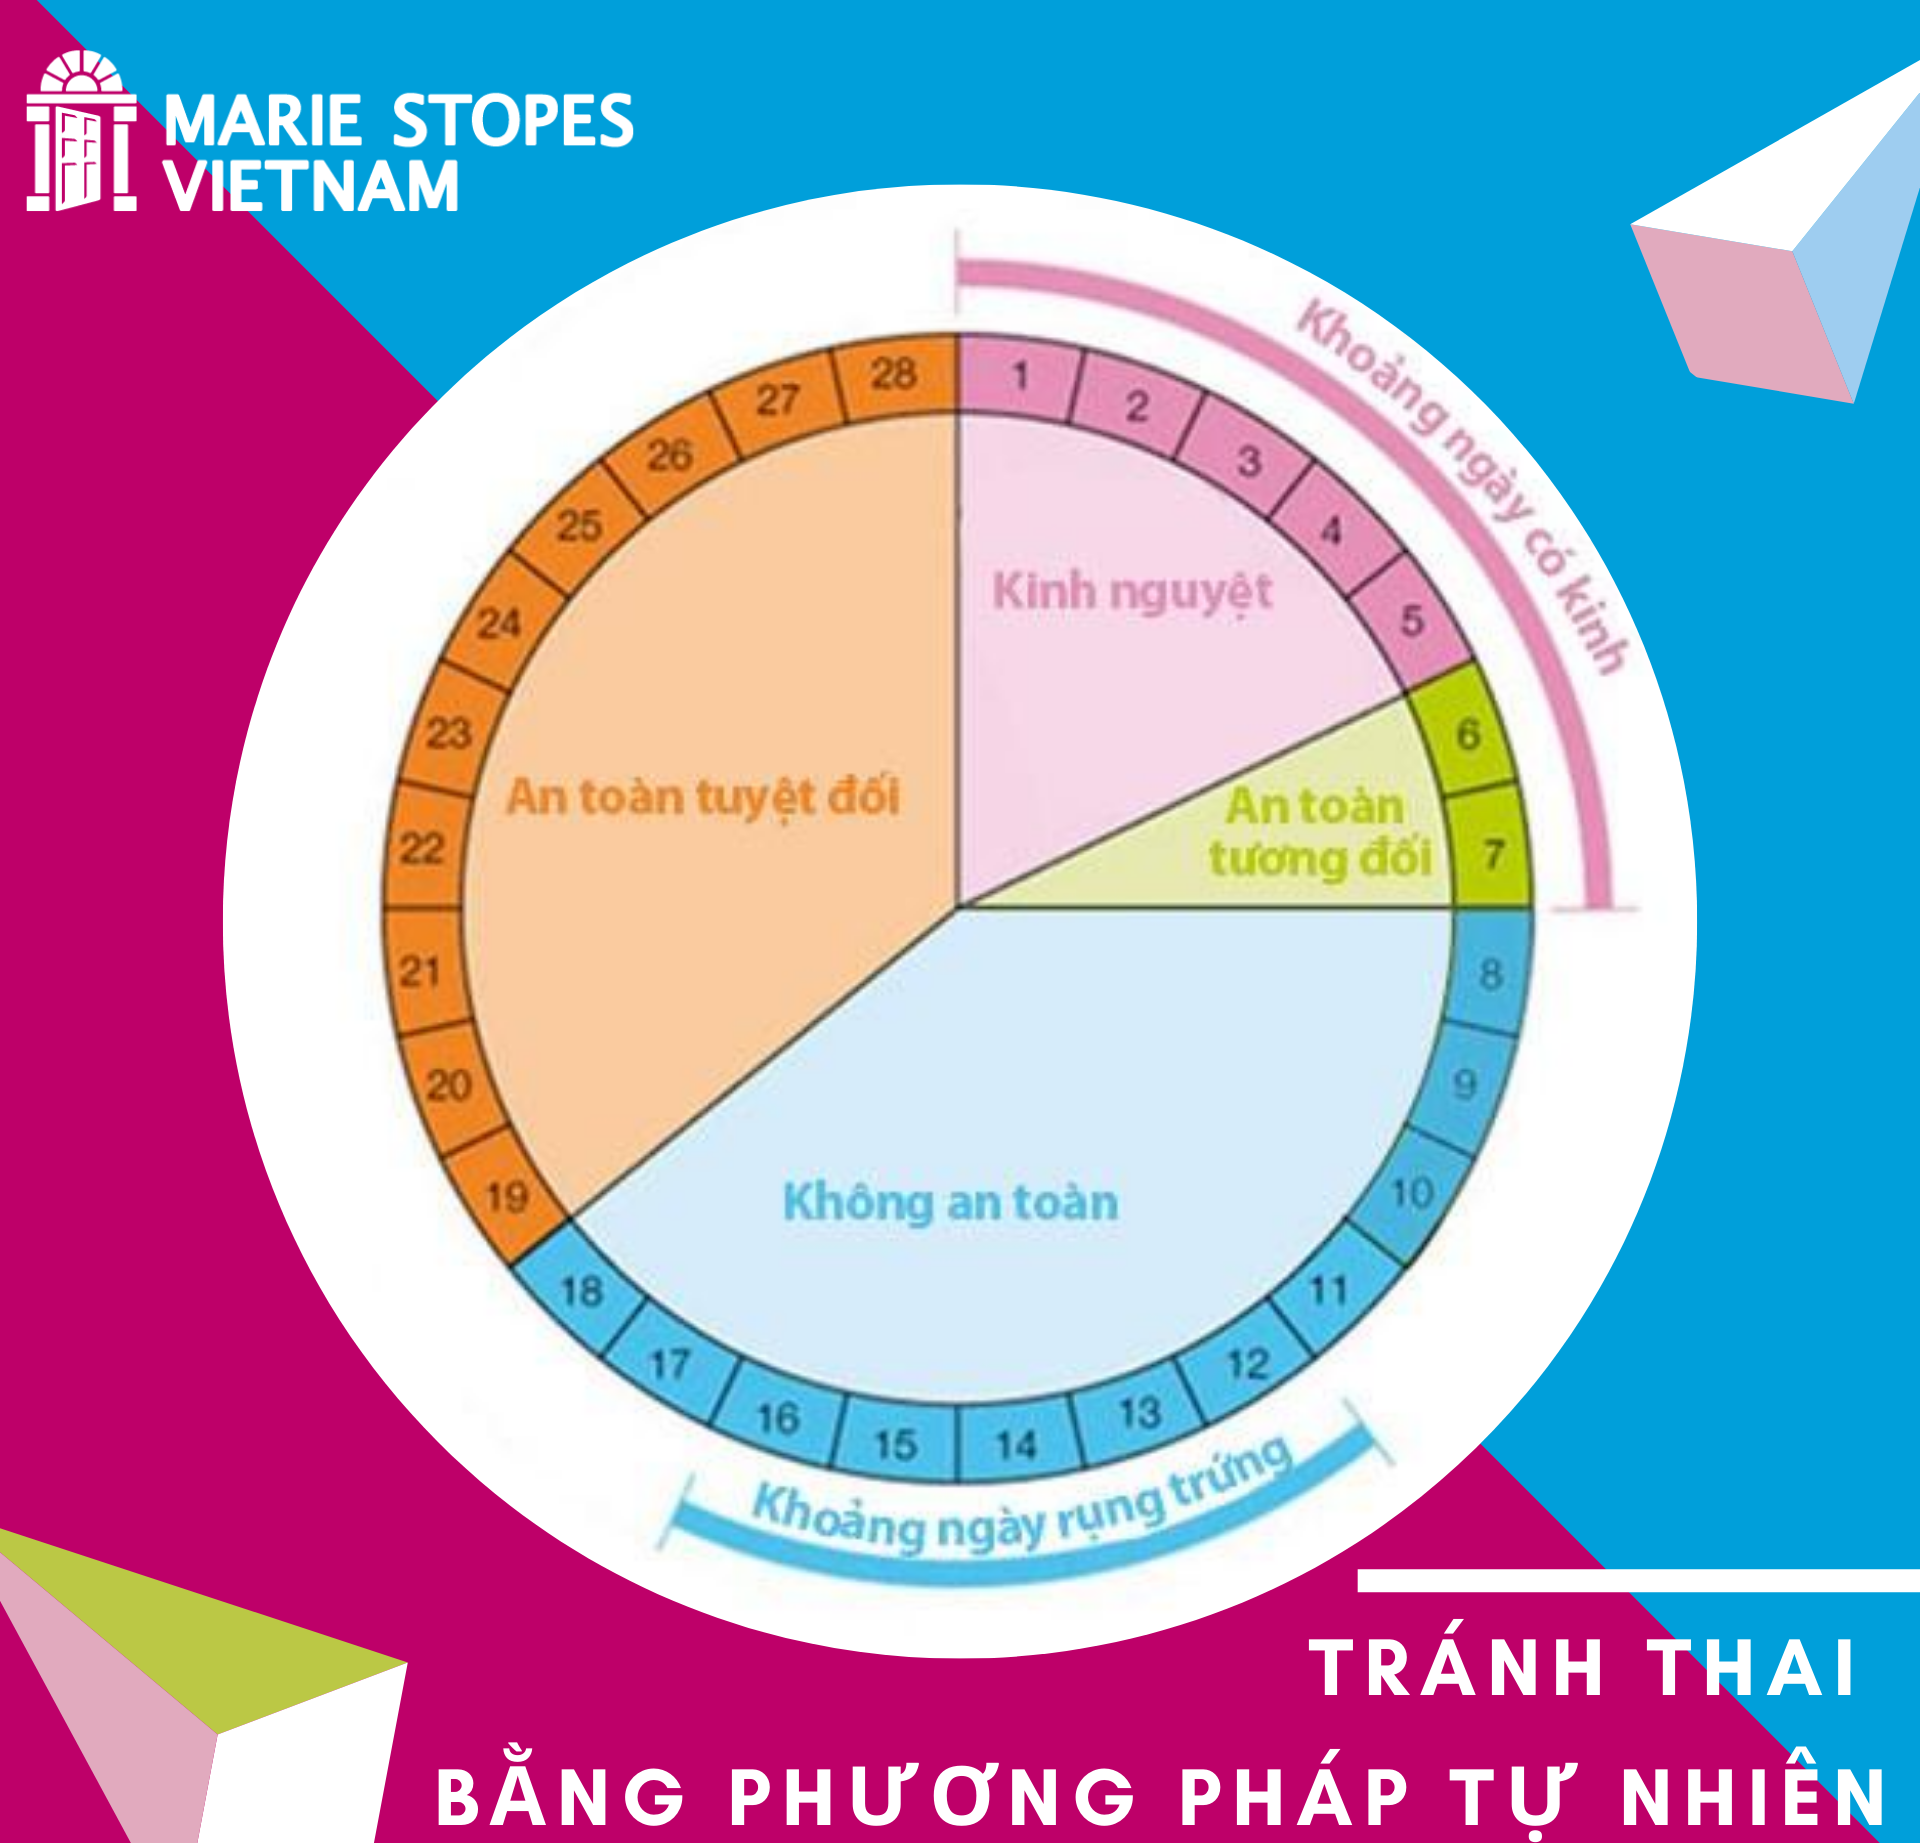 MARIE STOPES
VIETNAM
Khoảng ngày có kinh
28
1
2
3
4
5
6
7
8
9
10
11
12
13
14
15
16
17
18
19
20
21
22
23
24
25
26
27
Kinh nguyệt
An toàn
tương đối
An toàn tuyệt đối
Không an toàn
Khoảng ngày rụng trứng
TRÁNH THAI
BẰNG PHƯƠNG PHÁP TỰ NHIÊN